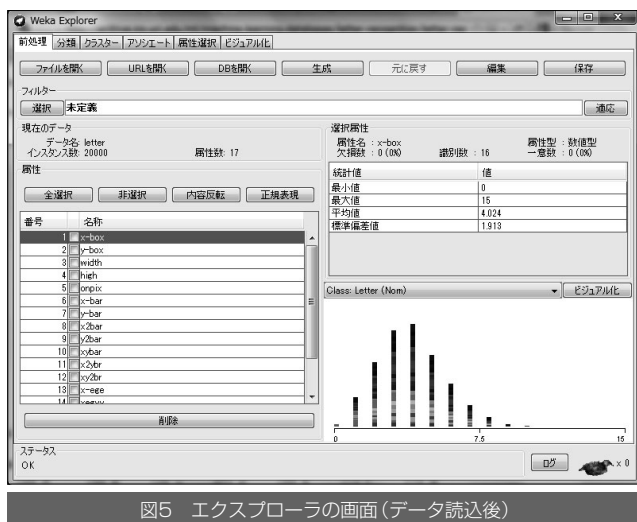 Weka Explorer
前処理 分類 クラスター アソシエート 属性選択 ビジュアル化
ファイルを開く URLを開く DBを開く 生成 元に戻す 編集 保存
フィルター
選択 未定義 適応
現在のデータ
データ名: letter
インスタンス数: 20000 属性数: 17
属性
全選択 非選択 内容反転 正規表現
番号 名称
1 x-box
2 y-box
3 width
4 high
5 onpix
6 x-bar
7 y-bar
8 x2bar
9 y2bar
10 xybar
11 x2ybr
12 xy2br
13 x-ege
14 xegvy
削除
選択属性
属性名 : x-box 属性型 : 数値型
欠損数 : 0 (0%) 識別数 : 16 一意数 : 0 (0%)
統計値 値
最小値 0
最大値 15
平均値 4.024
標準偏差値 1.913
Class: Letter (Nom) ビジュアル化
0 7.5 15
ステータス
OK
ログ x 0
図5 エクスプローラの画面(データ読込後)